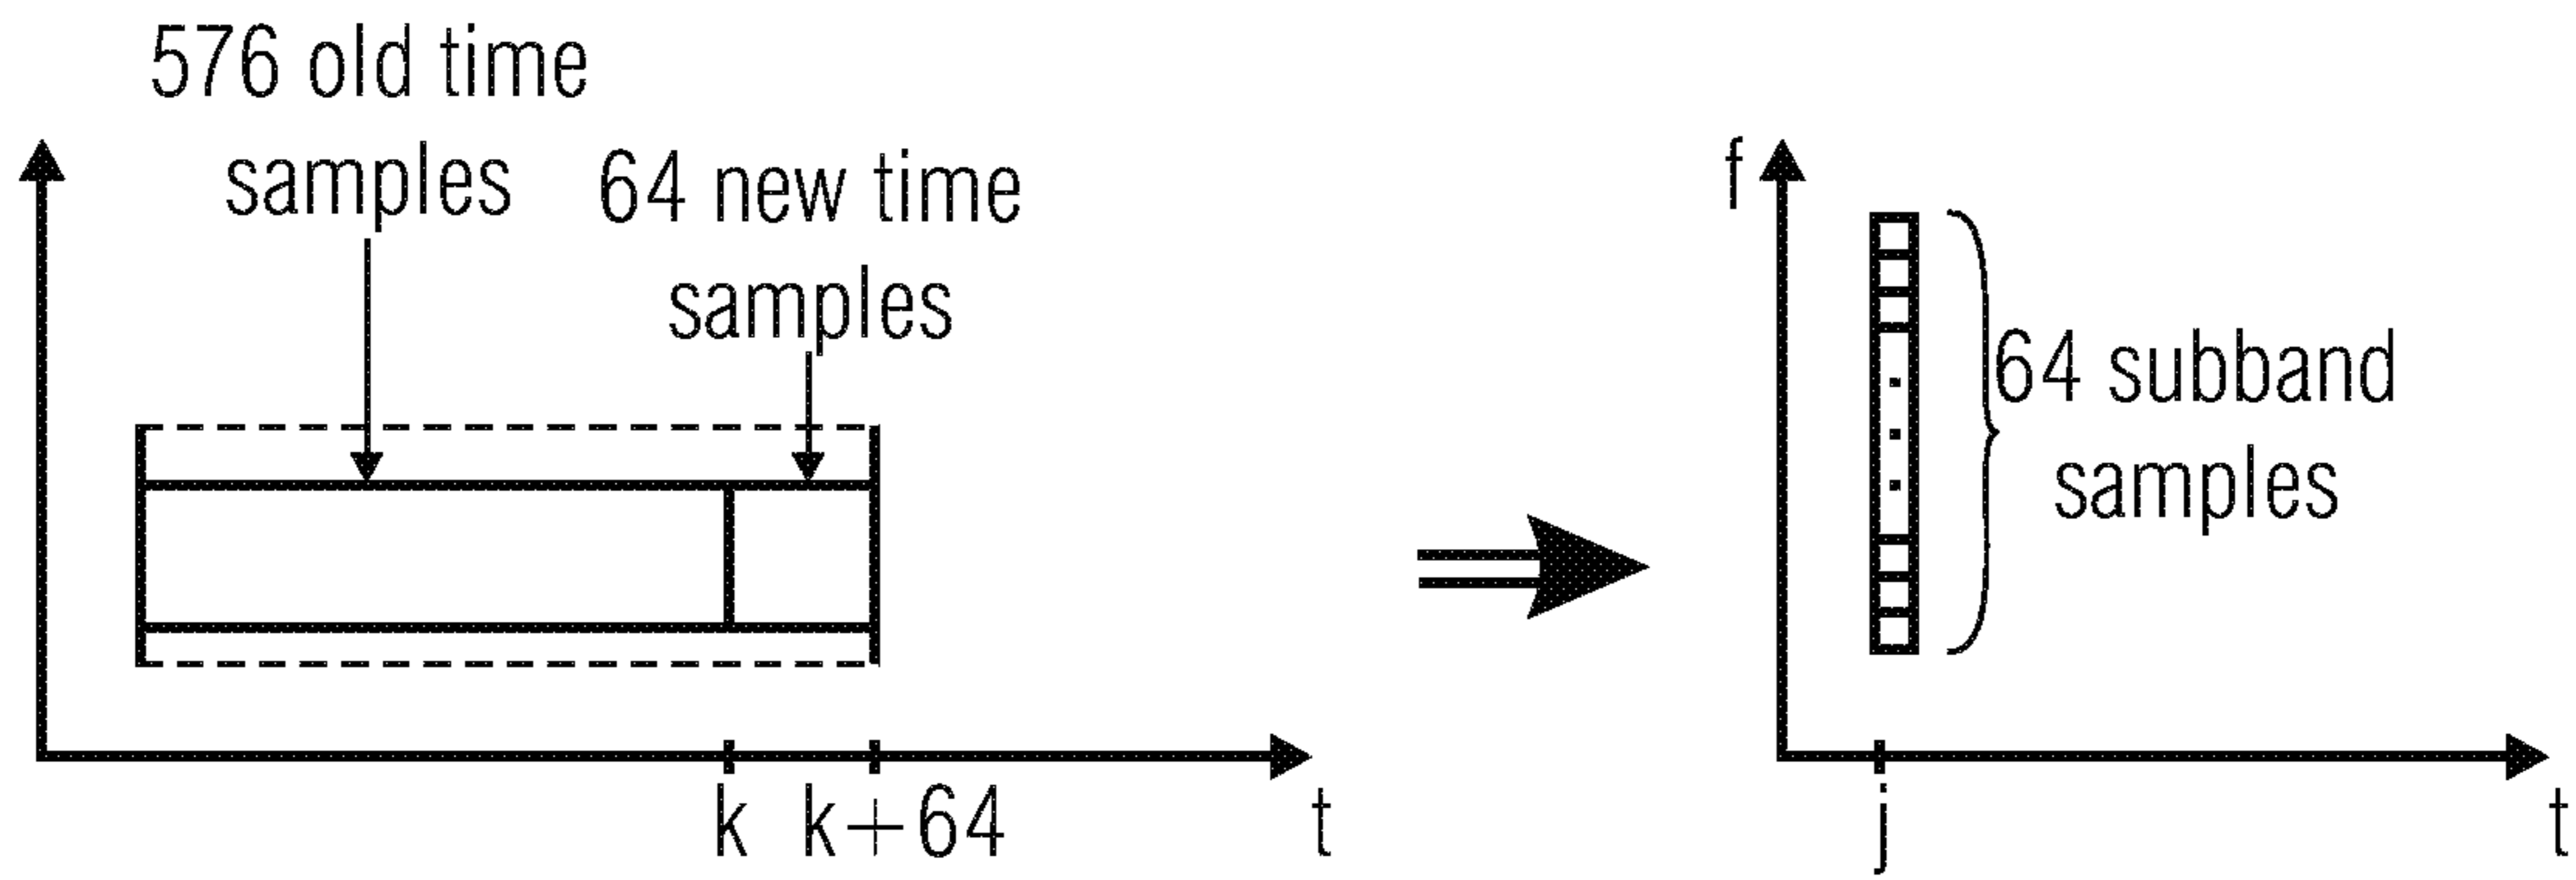 576 old time
samples
64 new time
samples
k
k+64
t
f
64 subband
samples
j
t